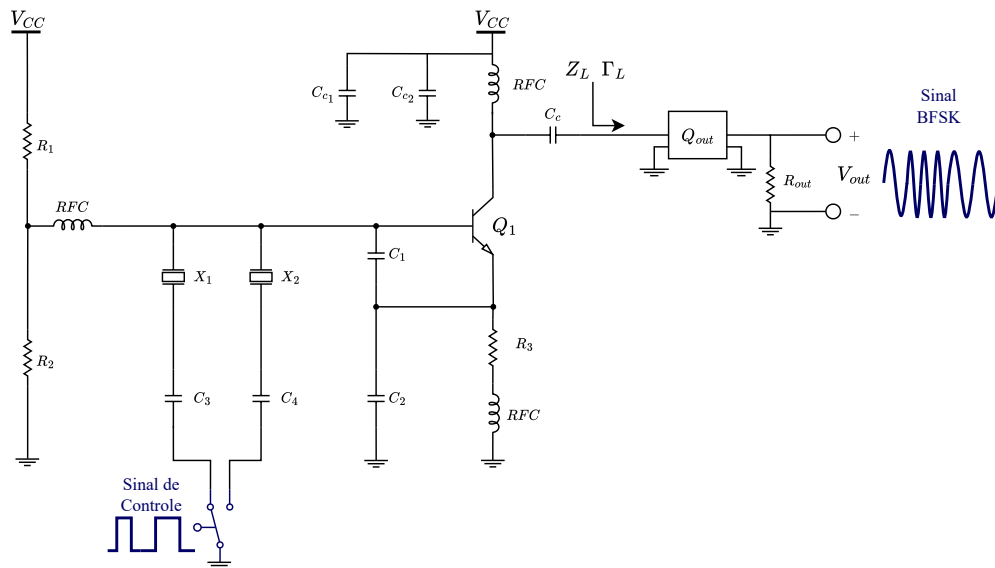 V_CC
V_CC
Z_L Γ_L
C_c1
C_c2
RFC
C_c
Sinal
BFSK
R_1
Q_out
+
R_out
V_out
−
RFC
Q_1
C_1
X_1
X_2
R_2
R_3
C_3
C_4
C_2
RFC
Sinal de
Controle